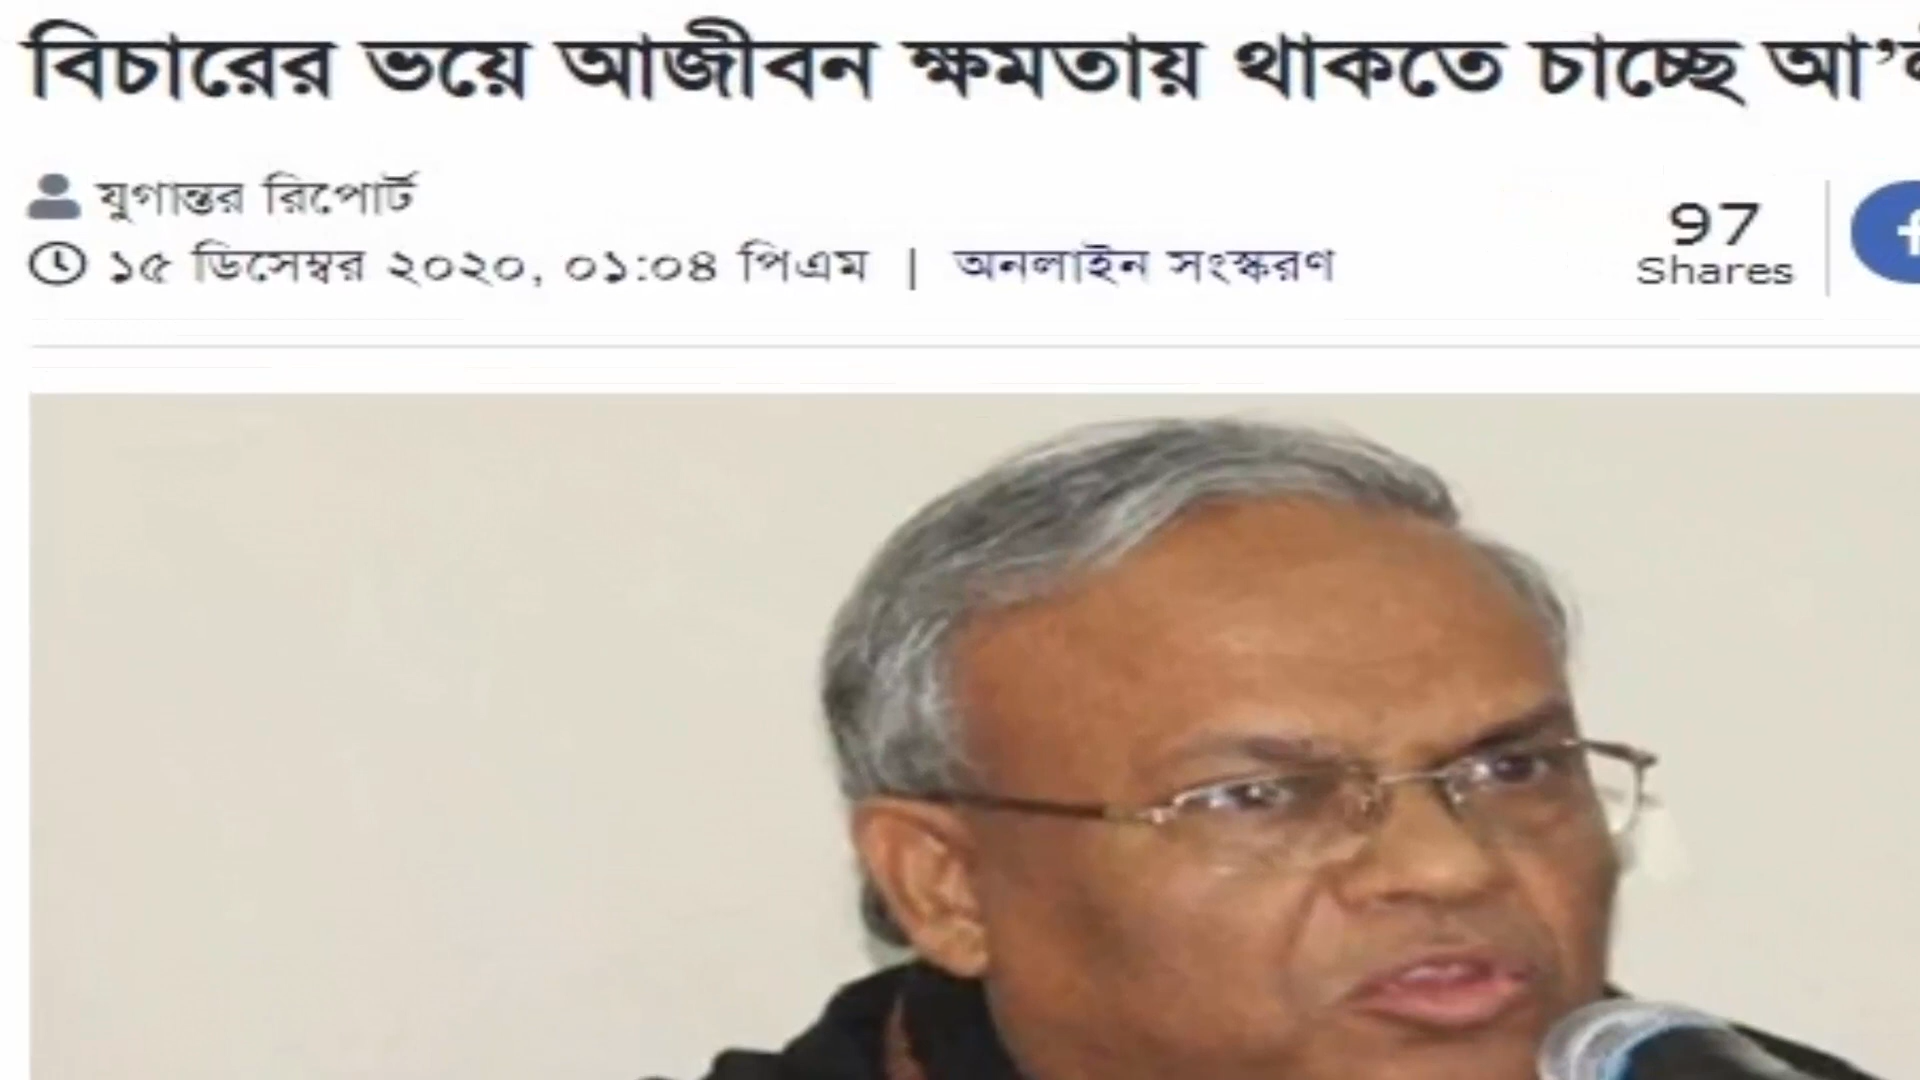 বিচারের ভয়ে আজীবন ক্ষমতায় থাকতে চাচ্ছে
যুগান্তর রিপোর্ট
১৫ ডিসেম্বর ২০২০, ০১:০৪ পিএম | অনলাইন সংস্করণ
97
Shares